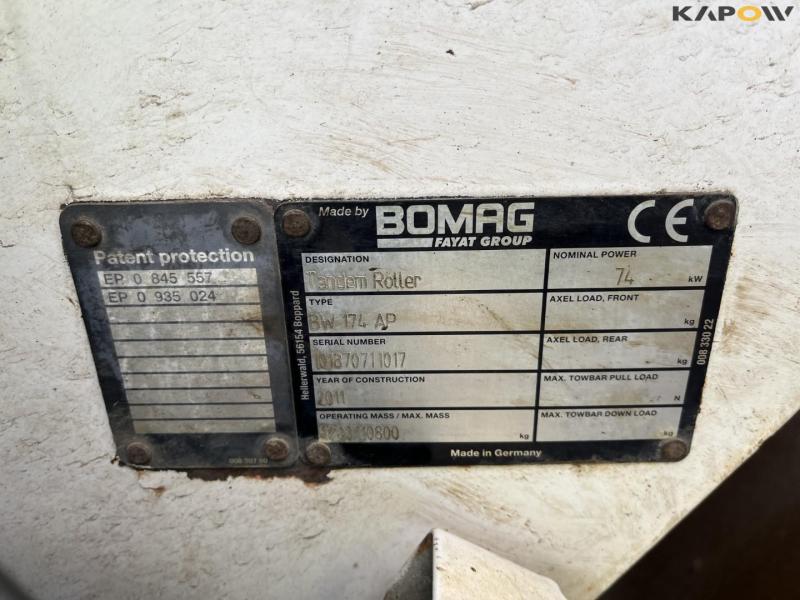 KAPOW
Patent protection
EP 0 845 557
EP 0 935 024
Made by BOMAG
FAYAT GROUP
CE
DESIGNATION
Tandem Roller
NOMINAL POWER
74 kW
TYPE
BW 174 AP
AXEL LOAD, FRONT
kg
SERIAL NUMBER
101870711017
AXEL LOAD, REAR
kg
YEAR OF CONSTRUCTION
2011
MAX. TOWBAR PULL LOAD
N
OPERATING MASS / MAX. MASS
10800 kg
MAX. TOWBAR DOWN LOAD
kg
Made in Germany
Hellerwald, 56154 Boppard
008 330 22